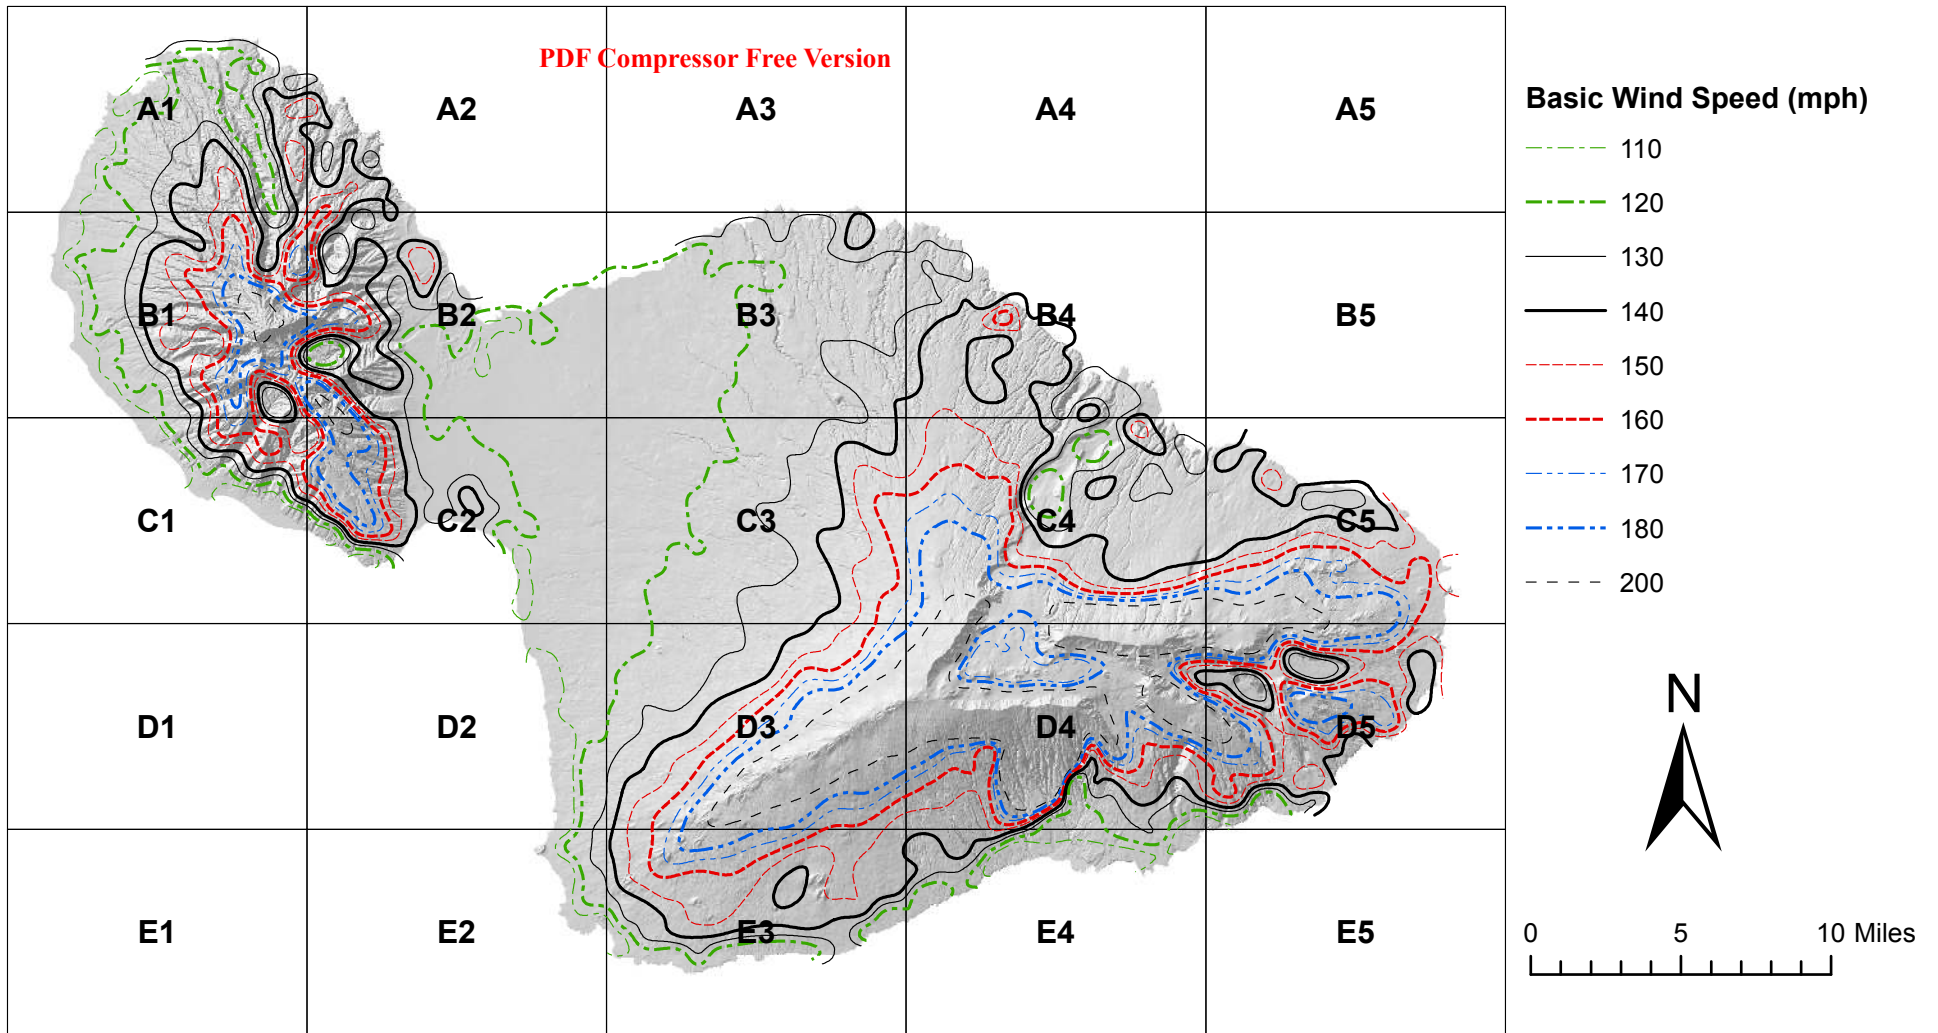 PDF Compressor Free Version
A1 A2 A3 A4 A5
B1 B2 B3 B4 B5
C1 C2 C3 C4 C5
D1 D2 D3 D4 D5
E1 E2 E3 E4 E5
Basic Wind Speed (mph)
110
120
130
140
150
160
170
180
200
N
0 5 10 Miles